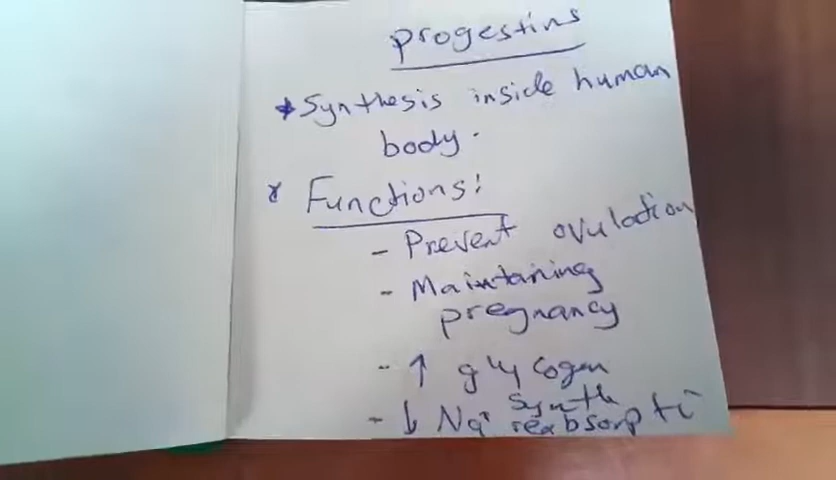 progestins
* Synthesis inside human
body.
* Functions:
- Prevent ovulation
- Maintaining
pregnancy
- ↑ glycogen
synth
- ↓ Na⁺ reabsorpti